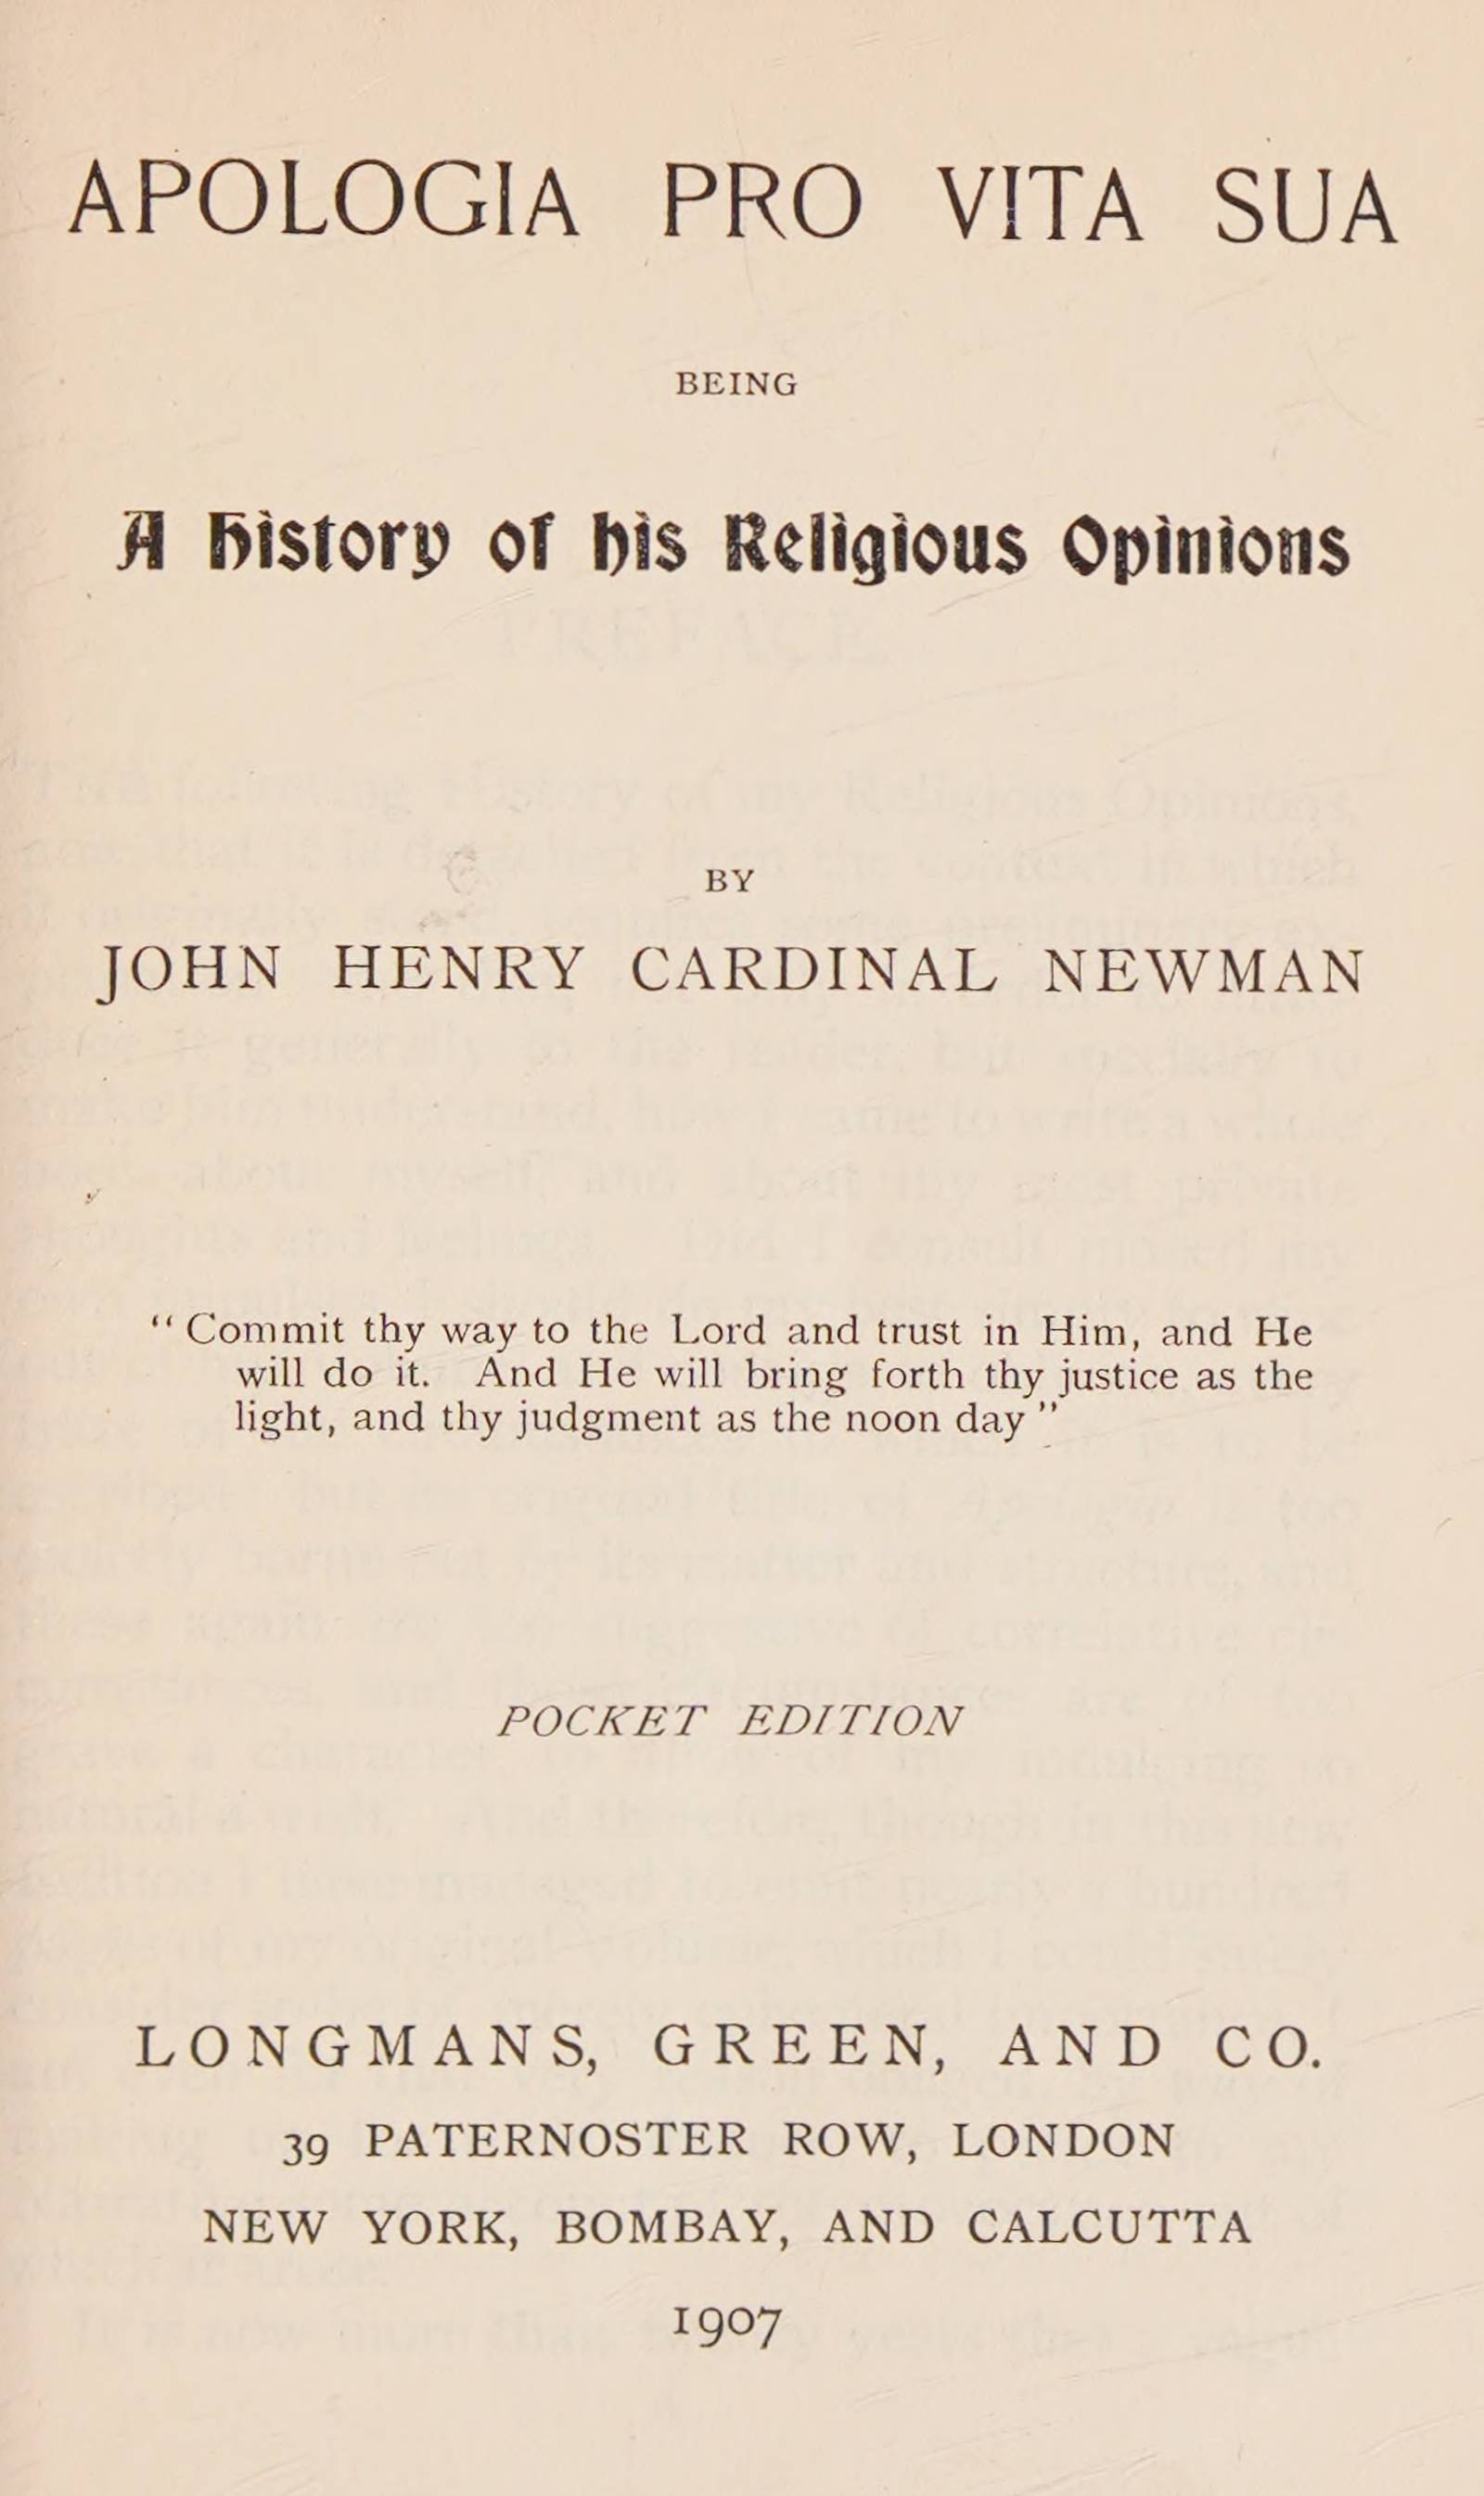 APOLOGIA PRO VITA SUA
BEING
A History of his Religious Opinions
BY
JOHN HENRY CARDINAL NEWMAN
“Commit thy way to the Lord and trust in Him, and He
will do it. And He will bring forth thy justice as the
light, and thy judgment as the noon day”
POCKET EDITION
LONGMANS, GREEN, AND CO.
39 PATERNOSTER ROW, LONDON
NEW YORK, BOMBAY, AND CALCUTTA
1907